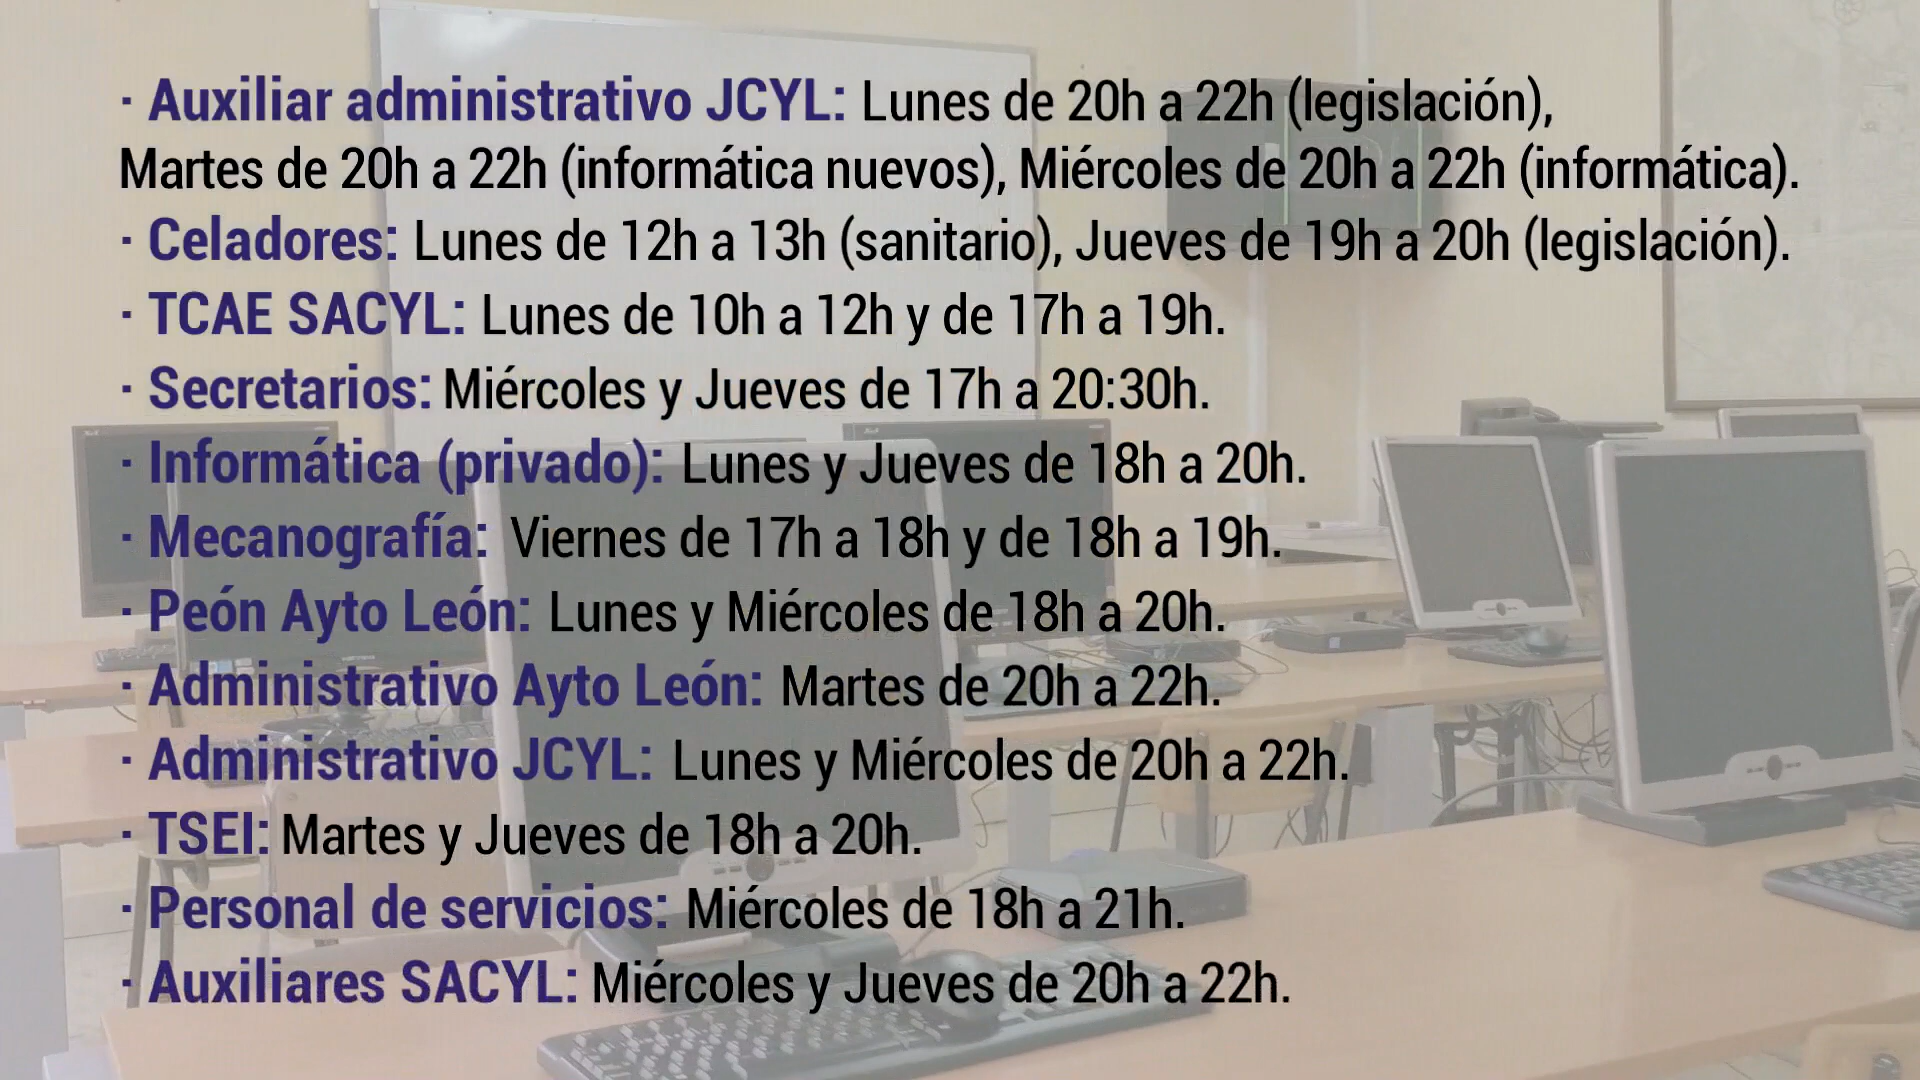 · Auxiliar administrativo JCYL: Lunes de 20h a 22h (legislación),
Martes de 20h a 22h (informática nuevos), Miércoles de 20h a 22h (informática).
· Celadores: Lunes de 12h a 13h (sanitario), Jueves de 19h a 20h (legislación).
· TCAE SACYL: Lunes de 10h a 12h y de 17h a 19h.
· Secretarios: Miércoles y Jueves de 17h a 20:30h.
· Informática (privado): Lunes y Jueves de 18h a 20h.
· Mecanografía: Viernes de 17h a 18h y de 18h a 19h.
· Peón Ayto León: Lunes y Miércoles de 18h a 20h.
· Administrativo Ayto León: Martes de 20h a 22h.
· Administrativo JCYL: Lunes y Miércoles de 20h a 22h.
· TSEI: Martes y Jueves de 18h a 20h.
· Personal de servicios: Miércoles de 18h a 21h.
· Auxiliares SACYL: Miércoles y Jueves de 20h a 22h.